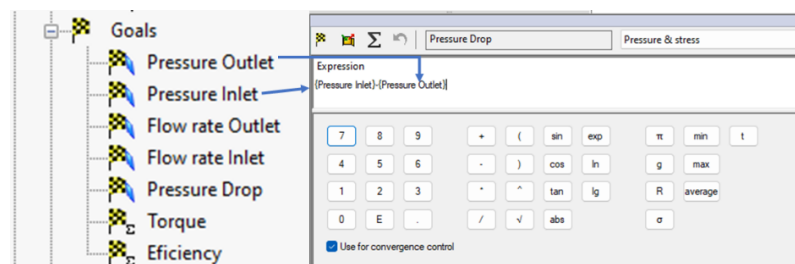 Goals
Pressure Outlet
Pressure Inlet
Flow rate Outlet
Flow rate Inlet
Pressure Drop
Torque
Eficiency
Pressure Drop Pressure & stress
Expression
{Pressure Inlet}-{Pressure Outlet}
7 8 9 + ( sin exp π min t
4 5 6 - ) cos ln g max
1 2 3 * ^ tan lg R average
0 E . / √ abs σ
Use for convergence control